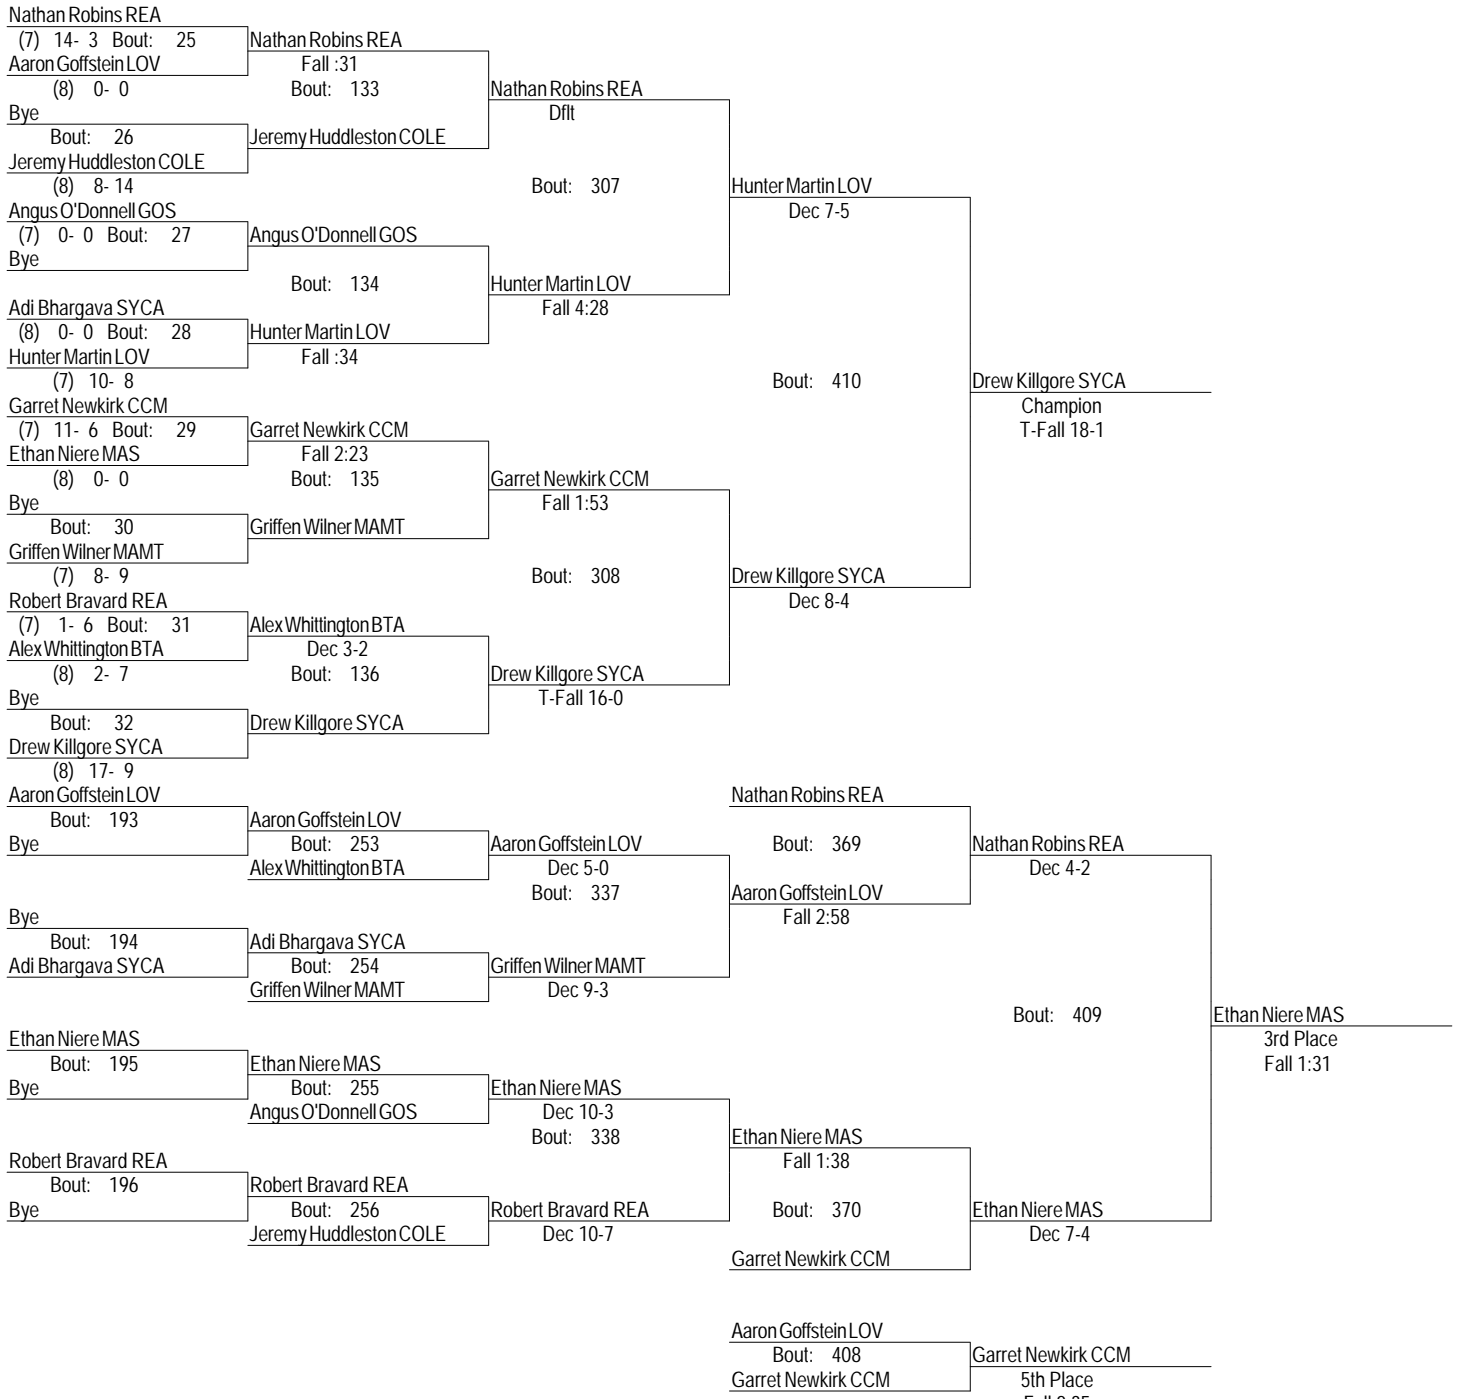 Nathan Robins REA
(7) 14- 3 Bout: 25 Nathan Robins REA
Aaron Goffstein LOV Fall :31
(8) 0- 0 Bout: 133 Nathan Robins REA
Bye Dflt
Bout: 26 Jeremy Huddleston COLE
Jeremy Huddleston COLE
(8) 8- 14 Bout: 307 Hunter Martin LOV
Angus O'Donnell GOS Dec 7-5
(7) 0- 0 Bout: 27 Angus O'Donnell GOS
Bye
Bout: 134 Hunter Martin LOV
Adi Bhargava SYCA Fall 4:28
(8) 0- 0 Bout: 28 Hunter Martin LOV
Hunter Martin LOV Fall :34
(7) 10- 8 Bout: 410 Drew Killgore SYCA
Garret Newkirk CCM Champion
(7) 11- 6 Bout: 29 Garret Newkirk CCM T-Fall 18-1
Ethan Niere MAS Fall 2:23
(8) 0- 0 Bout: 135 Garret Newkirk CCM
Bye Fall 1:53
Bout: 30 Griffen Wilner MAMT
Griffen Wilner MAMT
(7) 8- 9 Bout: 308 Drew Killgore SYCA
Robert Bravard REA Dec 8-4
(7) 1- 6 Bout: 31 Alex Whittington BTA
Alex Whittington BTA Dec 3-2
(8) 2- 7 Bout: 136 Drew Killgore SYCA
Bye T-Fall 16-0
Bout: 32 Drew Killgore SYCA
Drew Killgore SYCA
(8) 17- 9
Aaron Goffstein LOV Nathan Robins REA
Bout: 193 Aaron Goffstein LOV
Bye Bout: 253 Aaron Goffstein LOV Bout: 369 Nathan Robins REA
Alex Whittington BTA Dec 5-0 Dec 4-2
Bout: 337 Aaron Goffstein LOV
Bye Fall 2:58
Bout: 194 Adi Bhargava SYCA
Adi Bhargava SYCA Bout: 254 Griffen Wilner MAMT
Griffen Wilner MAMT Dec 9-3
Bout: 409 Ethan Niere MAS
Ethan Niere MAS 3rd Place
Bout: 195 Ethan Niere MAS Fall 1:31
Bye Bout: 255 Ethan Niere MAS
Angus O'Donnell GOS Dec 10-3
Bout: 338 Ethan Niere MAS
Robert Bravard REA Fall 1:38
Bout: 196 Robert Bravard REA
Bye Bout: 256 Robert Bravard REA Bout: 370 Ethan Niere MAS
Jeremy Huddleston COLE Dec 10-7 Dec 7-4
Garret Newkirk CCM
Aaron Goffstein LOV
Bout: 408 Garret Newkirk CCM
Garret Newkirk CCM 5th Place
Fall